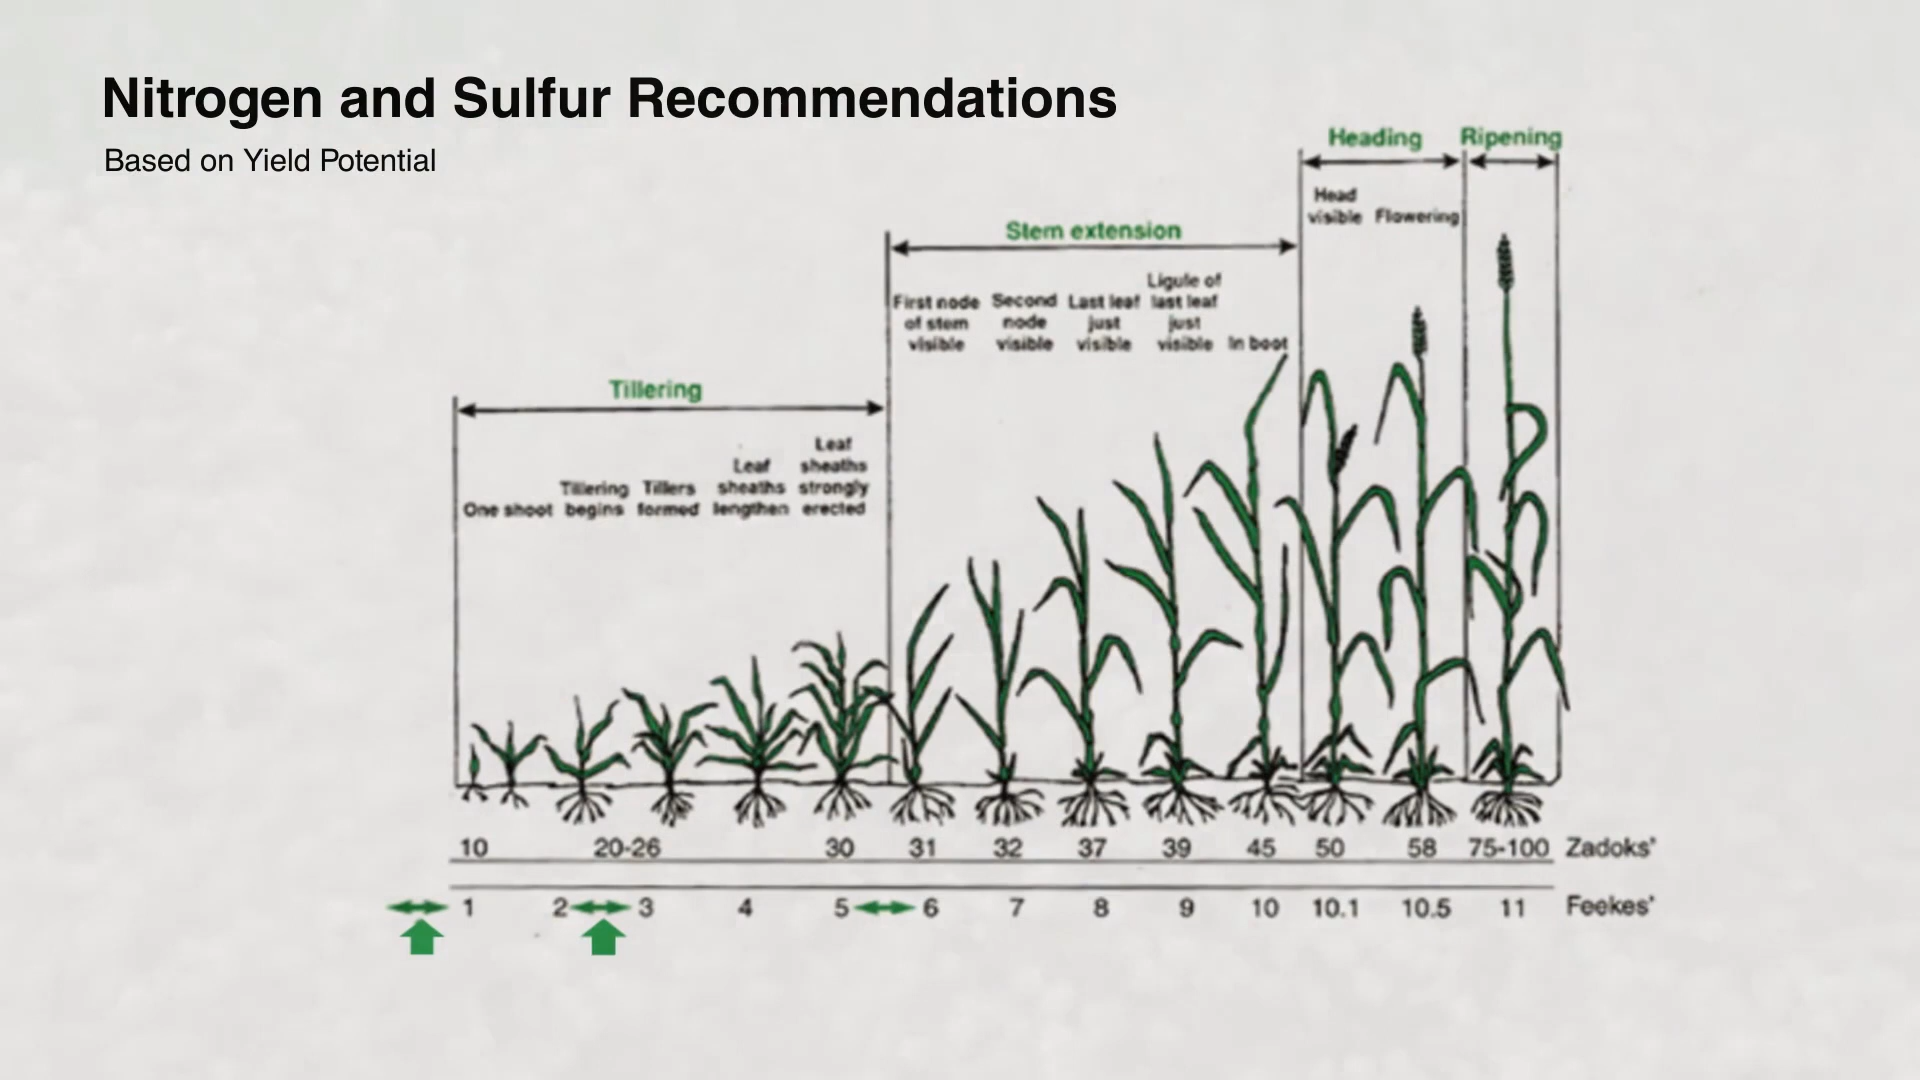 Nitrogen and Sulfur Recommendations
Based on Yield Potential
Heading
Ripening
Head
visible Flowering
Stem extension
First node
of stem
visible
Second
node
visible
Last leaf
just
visible
Ligule of
last leaf
just
visible
In boot
Tillering
One shoot
Tillering
begins
Tillers
formed
Leaf
sheaths
lengthen
Leaf
sheaths
strongly
erected
10 20-26 30 31 32 37 39 45 50 58 75-100 Zadoks'
1 2 3 4 5 6 7 8 9 10 10.1 10.5 11 Feekes'